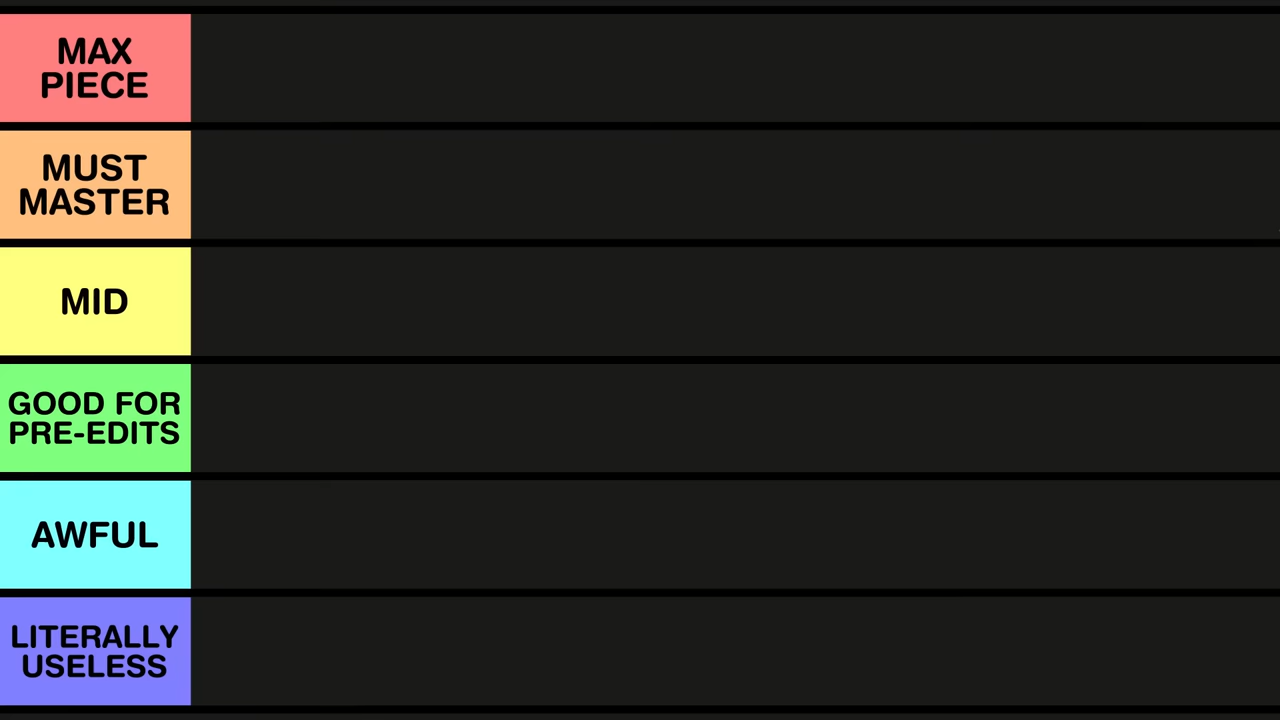 MAX
PIECE
MUST
MASTER
MID
GOOD FOR
PRE-EDITS
AWFUL
LITERALLY
USELESS